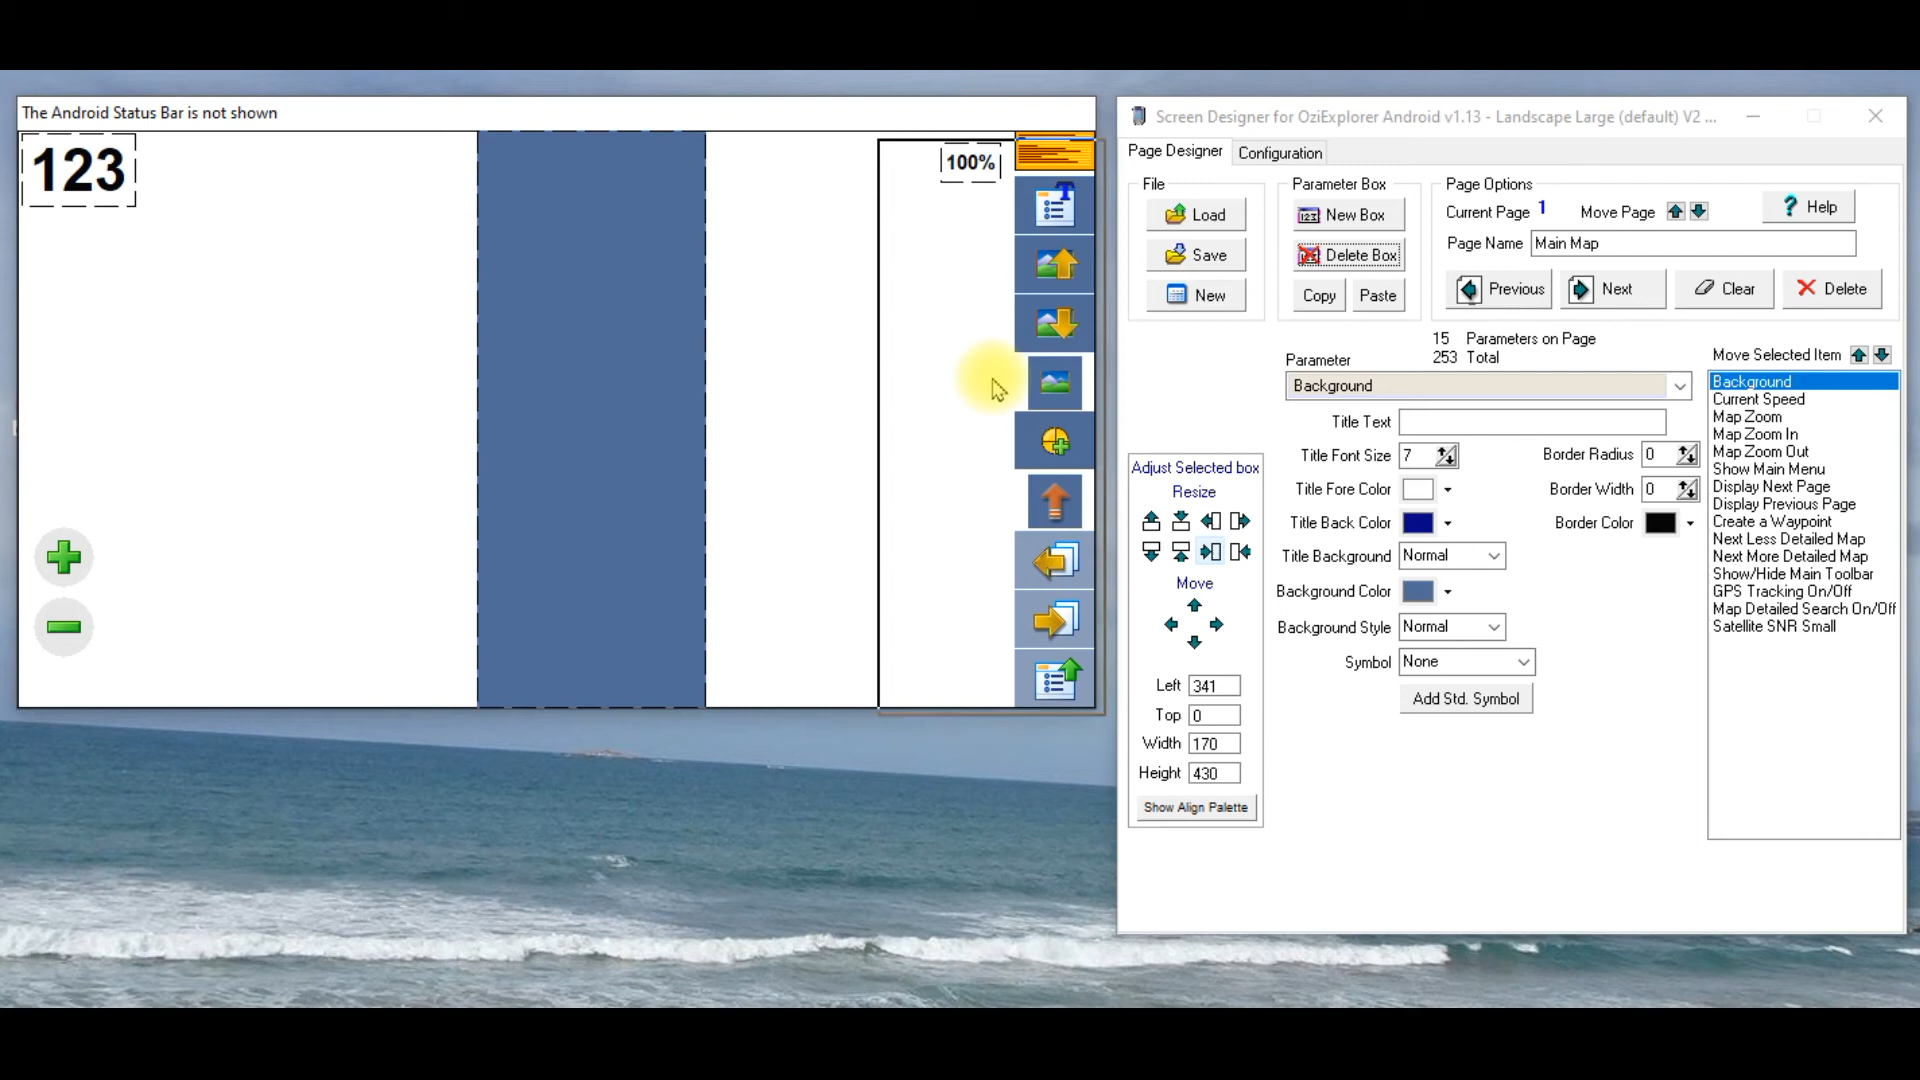 The Android Status Bar is not shown
123
100%
Screen Designer for OziExplorer Android v1.13 - Landscape Large (default) V2 ...
Page Designer
Configuration
File
Load
Save
New
Parameter Box
New Box
Delete Box
Copy
Paste
Page Options
Current Page 1
Move Page
Help
Page Name Main Map
Previous
Next
Clear
Delete
15 Parameters on Page
253 Total
Parameter
Background
Title Text
Title Font Size 7
Title Fore Color
Title Back Color
Title Background Normal
Background Color
Background Style Normal
Symbol None
Add Std. Symbol
Border Radius 0
Border Width 0
Border Color
Adjust Selected box
Resize
Move
Left 341
Top 0
Width 170
Height 430
Show Align Palette
Move Selected Item
Background
Current Speed
Map Zoom
Map Zoom In
Map Zoom Out
Show Main Menu
Display Next Page
Display Previous Page
Create a Waypoint
Next Less Detailed Map
Next More Detailed Map
Show/Hide Main Toolbar
GPS Tracking On/Off
Map Detailed Search On/Off
Satellite SNR Small